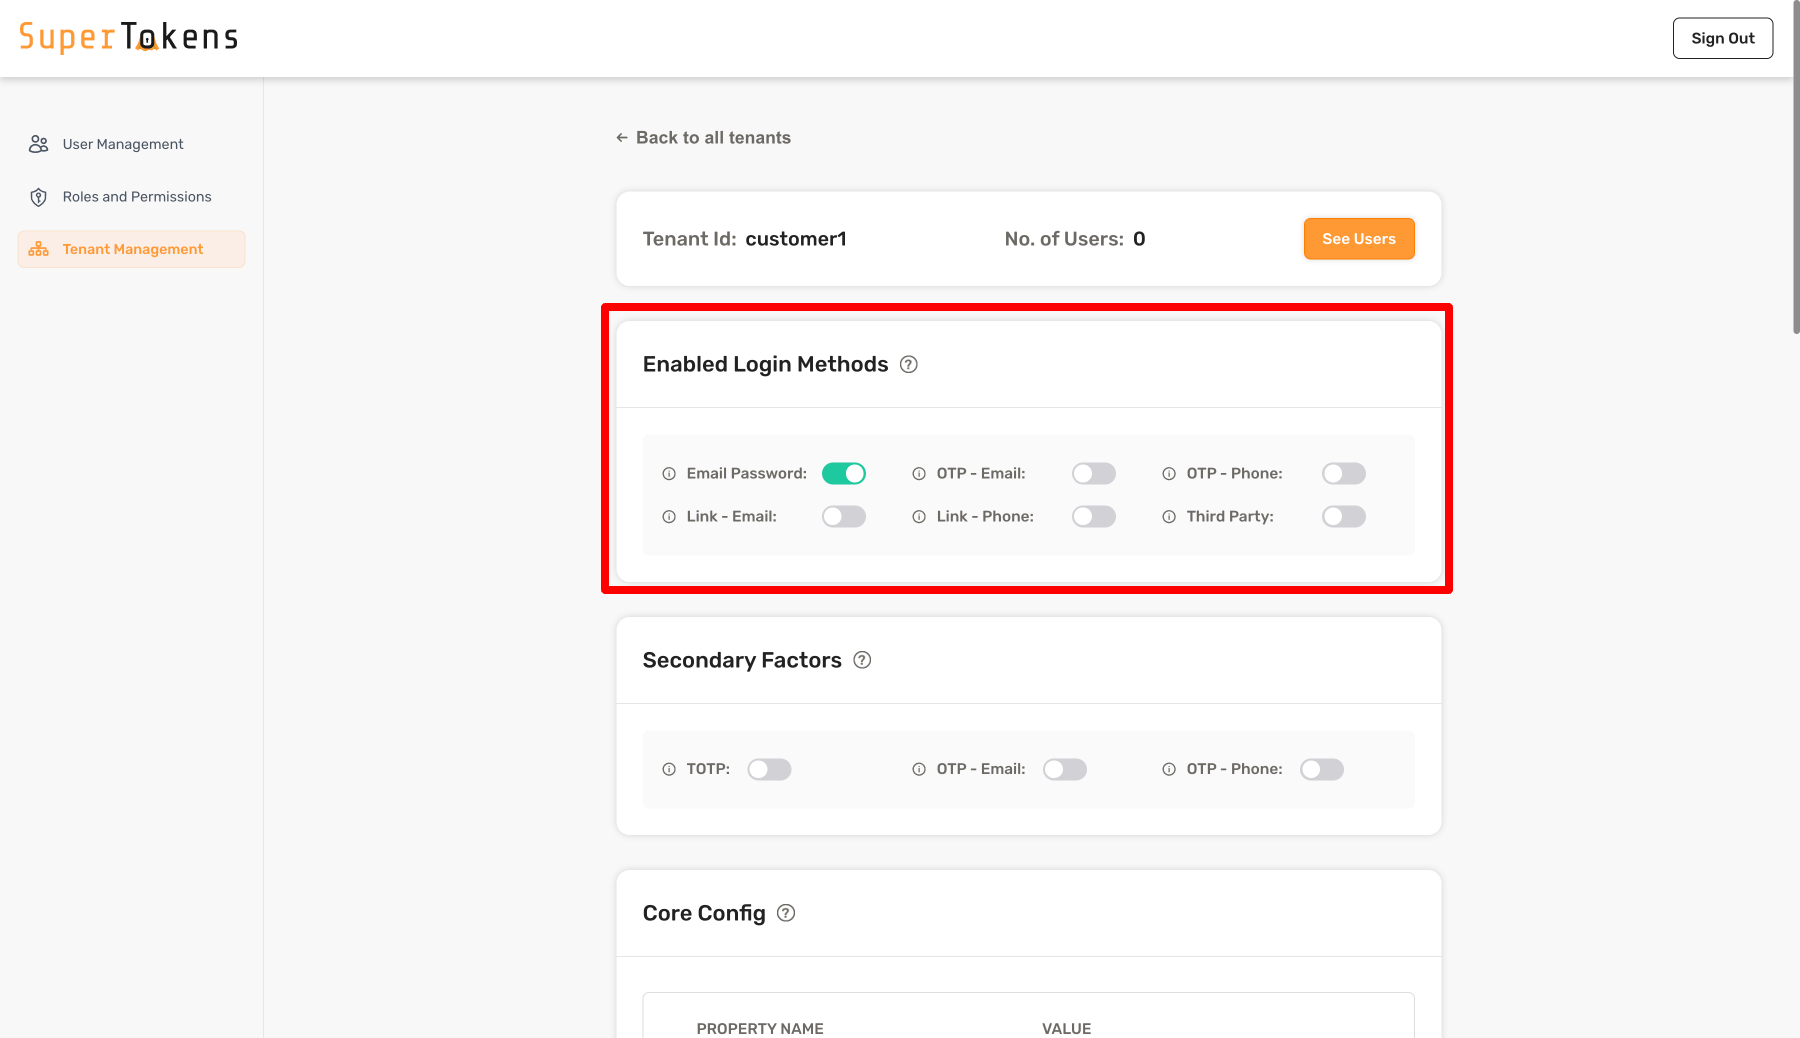 SuperTokens
Sign Out
User Management
Roles and Permissions
Tenant Management
← Back to all tenants
Tenant Id: customer1
No. of Users: 0
See Users
Enabled Login Methods
Email Password:
OTP - Email:
OTP - Phone:
Link - Email:
Link - Phone:
Third Party:
Secondary Factors
TOTP:
OTP - Email:
OTP - Phone:
Core Config
PROPERTY NAME
VALUE